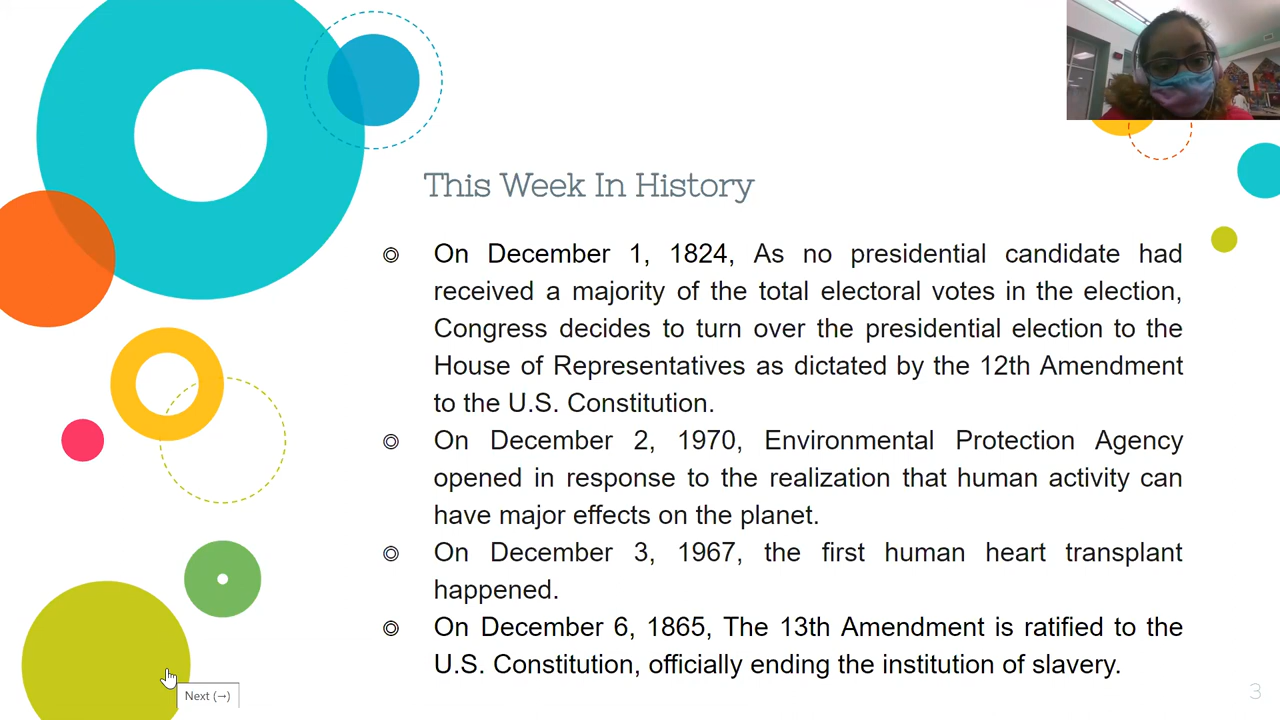 This Week In History
On December 1, 1824, As no presidential candidate had
received a majority of the total electoral votes in the election,
Congress decides to turn over the presidential election to the
House of Representatives as dictated by the 12th Amendment
to the U.S. Constitution.
On December 2, 1970, Environmental Protection Agency
opened in response to the realization that human activity can
have major effects on the planet.
On December 3, 1967, the first human heart transplant
happened.
On December 6, 1865, The 13th Amendment is ratified to the
U.S. Constitution, officially ending the institution of slavery.
Next (→)
3